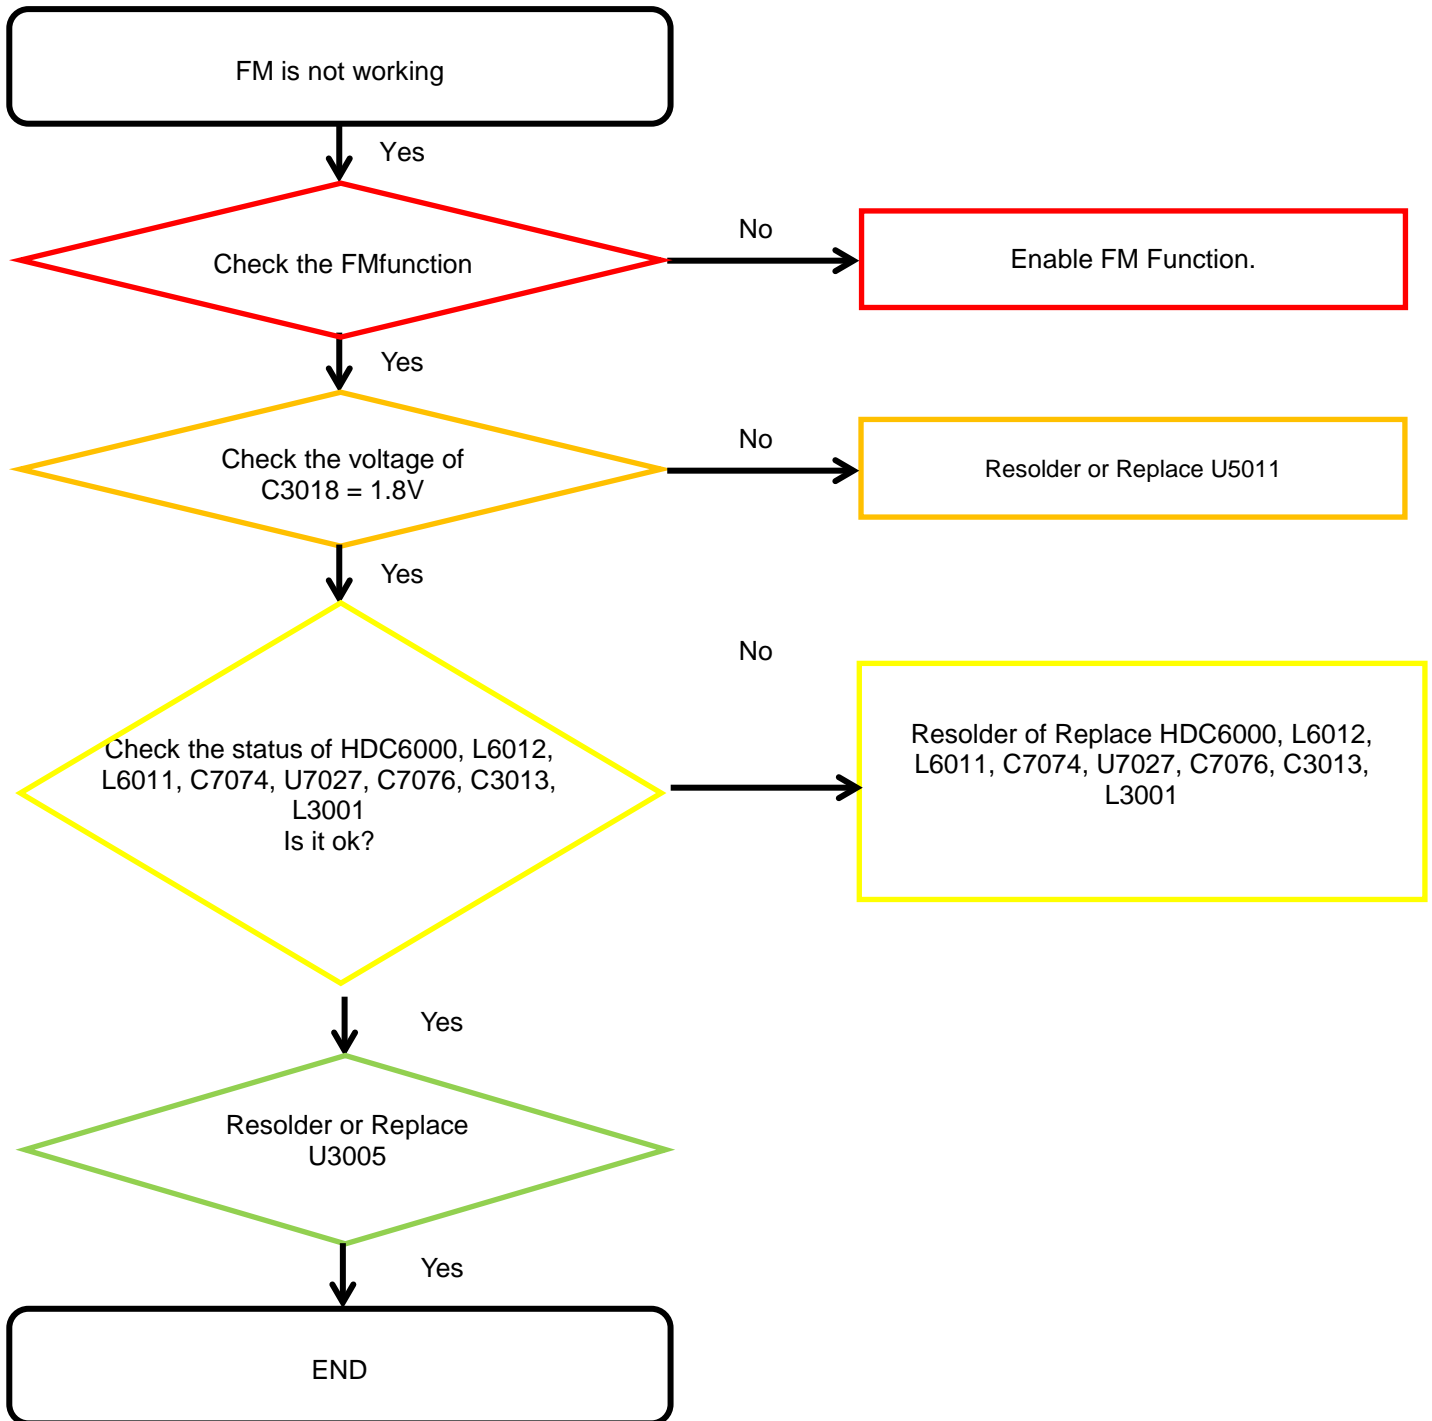 FM is not working
Yes
Check the FMfunction
No
Enable FM Function.
Yes
Check the voltage of
C3018 = 1.8V
No
Resolder or Replace U5011
Yes
Check the status of HDC6000, L6012,
L6011, C7074, U7027, C7076, C3013,
L3001
Is it ok?
No
Resolder of Replace HDC6000, L6012,
L6011, C7074, U7027, C7076, C3013,
L3001
Yes
Resolder or Replace
U3005
Yes
END